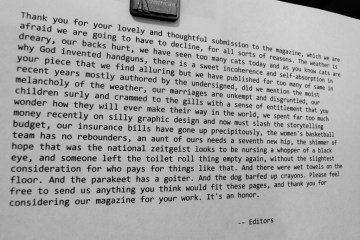 Thank you for your lovely and thoughtful submission to the magazine, which we are
afraid we are going to have to decline, for all sorts of reasons. The weather is
dreary, our backs hurt, we have seen too many cats today and as you know cats are
why God invented handguns, there is a sweet incoherence and self-absorption in
your piece that we find alluring but we have published far too many of same in
recent years mostly authored by the undersigned, did we mention the moist
melancholy of the weather, our marriages are unkempt and disgruntled, our
children surly and crammed to the gills with a sense of entitlement that you
wonder how they will ever make their way in the world, we spent far too much
money recently on silly graphic design and now must slash the storytelling
budget, our insurance bills have gone up precipitously, the women's basketball
team has no rebounders, an aunt of ours needs a seventh new hip, the shimmer of
hope that was the national zeitgeist looks to be nursing a whopper of a black
eye, and someone left the toilet roll thing empty again, without the slightest
consideration for who pays for things like that. And there were wet towels on the
floor. And the parakeet has a goiter. And the dog barfed up crayons. Please feel
free to send us anything you think would fit these pages, and thank you for
considering our magazine for your work. It's an honor.
-- Editors